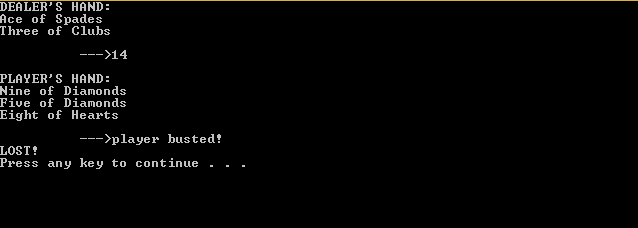 DEALER'S HAND:
Ace of Spades
Three of Clubs
--->14
PLAYER'S HAND:
Nine of Diamonds
Five of Diamonds
Eight of Hearts
--->player busted!
LOST!
Press any key to continue . . .